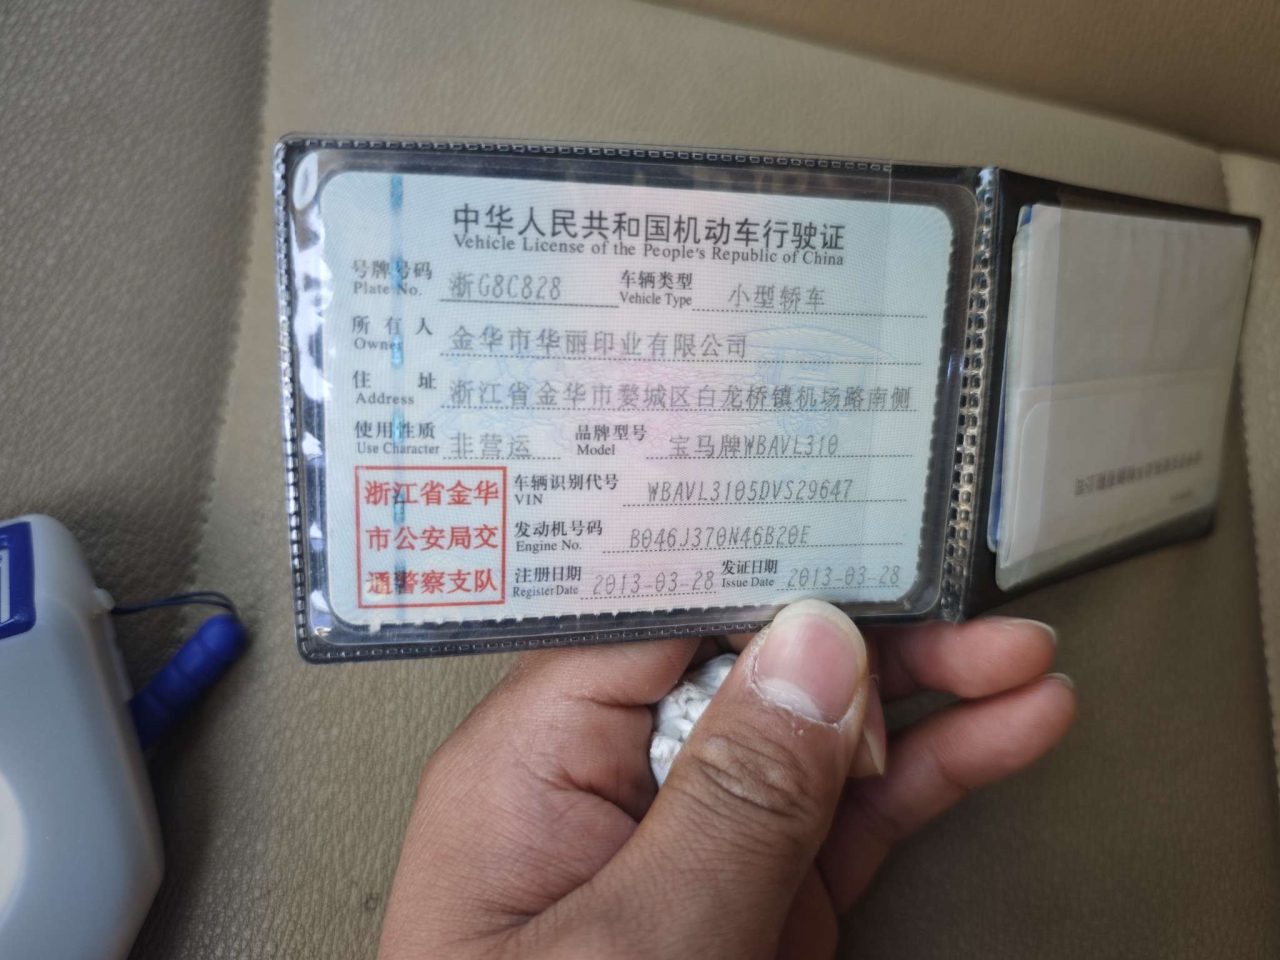 中华人民共和国机动车行驶证
Vehicle License of the People's Republic of China
号牌号码 浙G8C828 车辆类型 小型轿车
Plate No. Vehicle Type
所有人 金华市华丽印业有限公司
Owner
住址 浙江省金华市婺城区白龙桥镇机场路南侧
Address
使用性质 非营运 品牌型号 宝马牌WBAVL310
Use Character Model
浙江省金华
市公安局交
通警察支队
车辆识别代号 WBAVL3105DVS29647
VIN
发动机号码 B046J370N46B20E
Engine No.
注册日期 2013-03-28 发证日期 2013-03-28
Register Date Issue Date